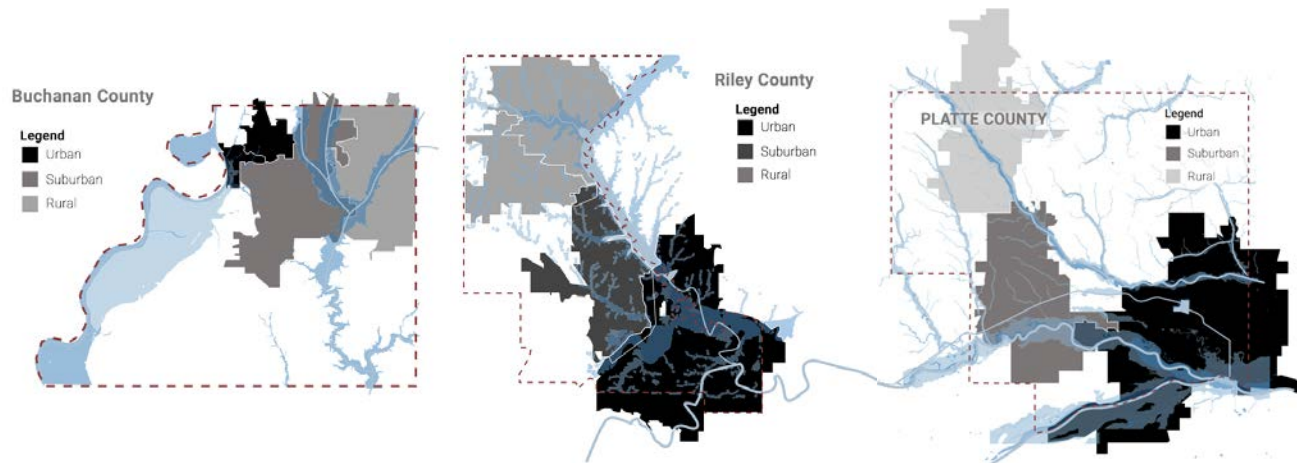 Buchanan County
Legend
Urban
Suburban
Rural
Riley County
Legend
Urban
Suburban
Rural
PLATTE COUNTY
Legend
Urban
Suburban
Rural